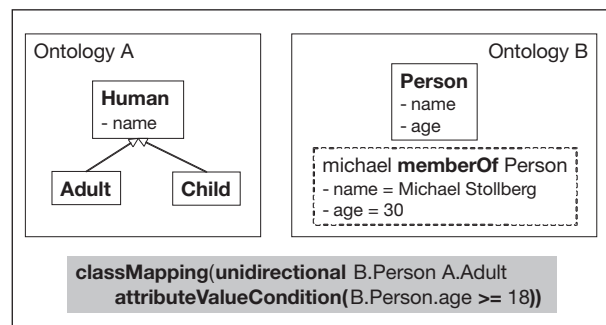 Ontology A
Human
- name
Adult
Child
Ontology B
Person
- name
- age
michael memberOf Person
- name = Michael Stollberg
- age = 30
classMapping(unidirectional B.Person A.Adult
attributeValueCondition(B.Person.age >= 18))